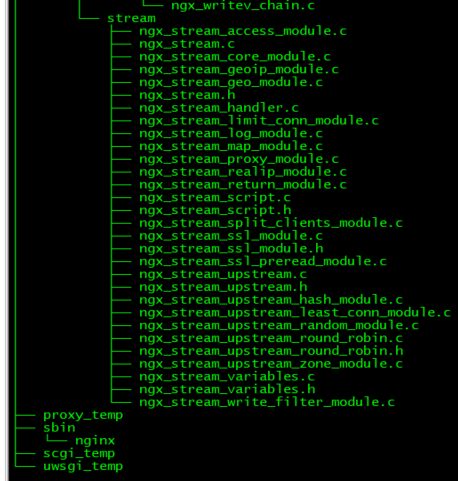 ngx_writev_chain.c
stream
ngx_stream_access_module.c
ngx_stream.c
ngx_stream_core_module.c
ngx_stream_geoip_module.c
ngx_stream_geo_module.c
ngx_stream.h
ngx_stream_handler.c
ngx_stream_limit_conn_module.c
ngx_stream_log_module.c
ngx_stream_map_module.c
ngx_stream_proxy_module.c
ngx_stream_realip_module.c
ngx_stream_return_module.c
ngx_stream_script.c
ngx_stream_script.h
ngx_stream_split_clients_module.c
ngx_stream_ssl_module.c
ngx_stream_ssl_module.h
ngx_stream_ssl_preread_module.c
ngx_stream_upstream.c
ngx_stream_upstream.h
ngx_stream_upstream_hash_module.c
ngx_stream_upstream_least_conn_module.c
ngx_stream_upstream_random_module.c
ngx_stream_upstream_round_robin.c
ngx_stream_upstream_round_robin.h
ngx_stream_upstream_zone_module.c
ngx_stream_variables.c
ngx_stream_variables.h
ngx_stream_write_filter_module.c
proxy_temp
sbin
nginx
scgi_temp
uwsgi_temp